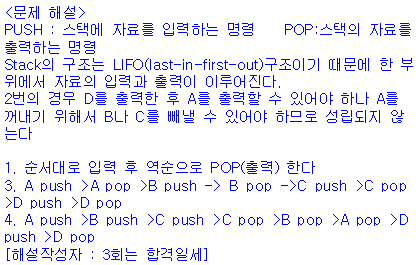 <문제 해설>
PUSH : 스택에 자료를 입력하는 명령    POP:스택의 자료를
출력하는 명령
Stack의 구조는 LIFO(last-in-first-out)구조이기 때문에 한 부
위에서 자료의 입력과 출력이 이루어진다.
2번의 경우 D를 출력한 후 A를 출력할 수 있어야 하나 A를
꺼내기 위해서 B나 C를 빼낼 수 있어야 하므로 성립되지 않
는다

1. 순서대로 입력 후 역순으로 POP(출력) 한다
3. A push >A pop >B push -> B pop ->C push >C pop
>D push >D pop
4. A push >B push >C push >C pop >B pop >A pop >D
push >D pop
[해설작성자 : 3회는 합격일세]